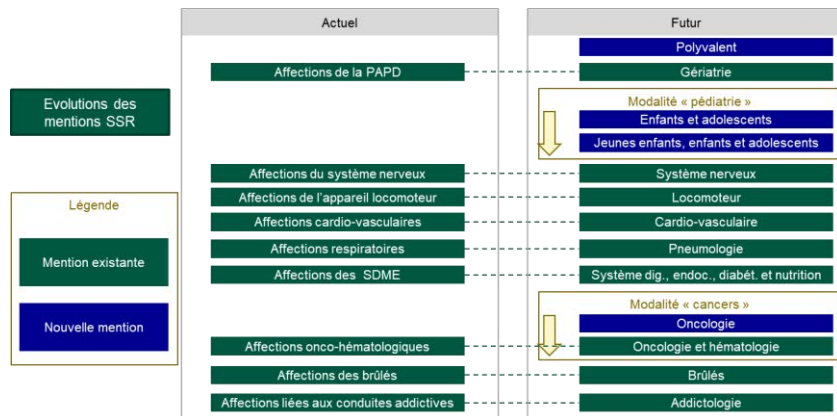 Actuel
Futur
Polyvalent
Affections de la PAPD
Gériatrie
Evolutions des
mentions SSR
Modalité « pédiatrie »
Enfants et adolescents
Jeunes enfants, enfants et adolescents
Affections du système nerveux
Système nerveux
Affections de l'appareil locomoteur
Locomoteur
Légende
Affections cardio-vasculaires
Cardio-vasculaire
Affections respiratoires
Pneumologie
Mention existante
Affections des SDME
Système dig., endoc., diabét. et nutrition
Modalité « cancers »
Nouvelle mention
Oncologie
Affections onco-hématologiques
Oncologie et hématologie
Affections des brûlés
Brûlés
Affections liées aux conduites addictives
Addictologie